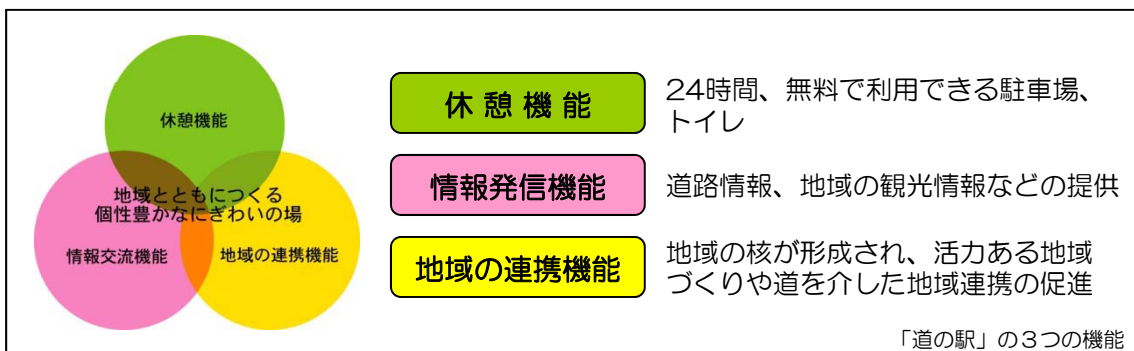 休憩機能
地域とともにつくる
個性豊かなにぎわいの場
情報交流機能
地域の連携機能
休憩機能
24時間、無料で利用できる駐車場、
トイレ
情報発信機能
道路情報、地域の観光情報などの提供
地域の連携機能
地域の核が形成され、活力ある地域
づくりや道を介した地域連携の促進
「道の駅」の３つの機能